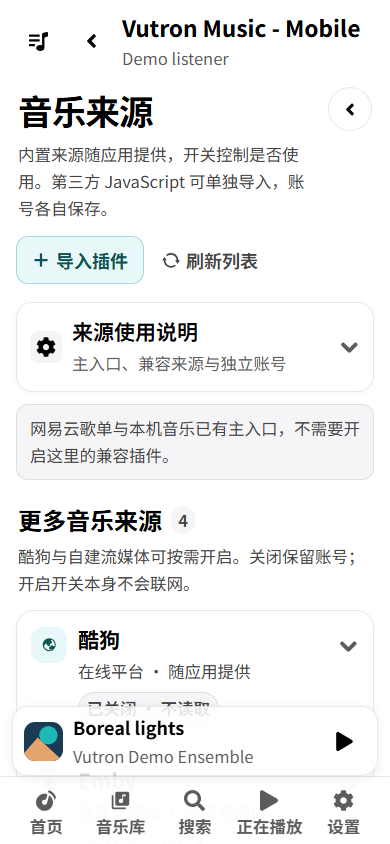 Vutron Music - Mobile
Demo listener
音乐来源
内置来源随应用提供，开关控制是否使
用。第三方 JavaScript 可单独导入，账
号各自保存。
导入插件
刷新列表
来源使用说明
主入口、兼容来源与独立账号
网易云歌单与本机音乐已有主入口，不需要开
启这里的兼容插件。
更多音乐来源 4
酷狗与自建流媒体可按需开启。关闭保留账号；
开启开关本身不会联网。
酷狗
在线平台 · 随应用提供
已关闭 · 不读取
Boreal lights
Vutron Demo Ensemble
Emby
首页
音乐库
搜索
正在播放
设置